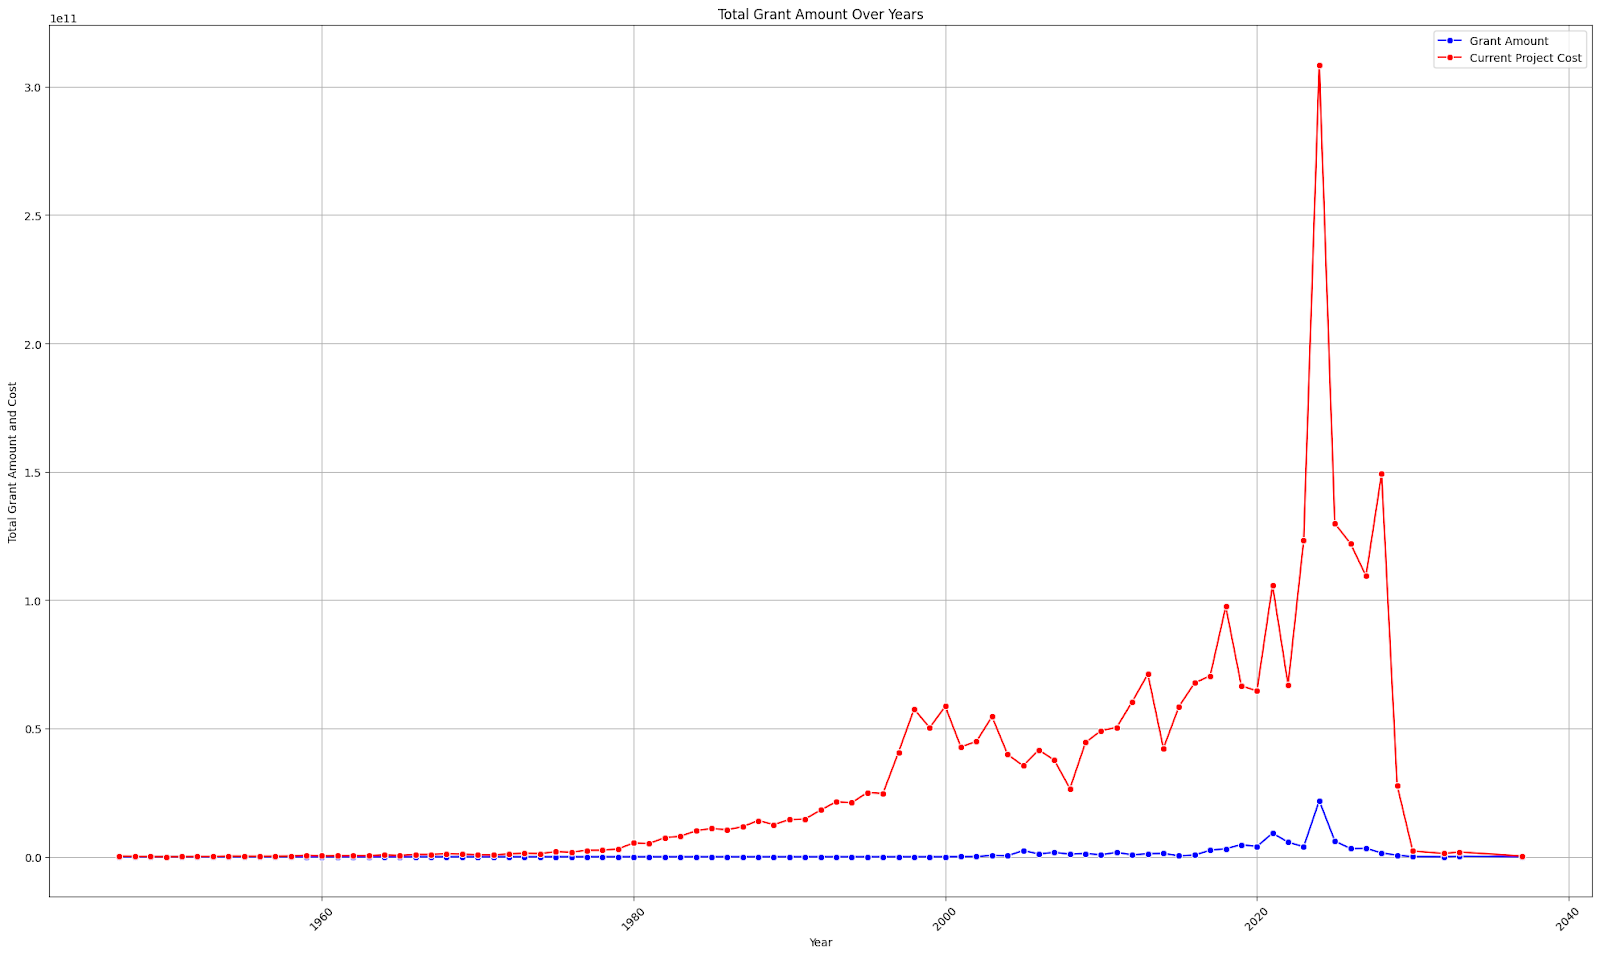 Total Grant Amount Over Years
1e11
Grant Amount
Current Project Cost
3.0
2.5
2.0
1.5
1.0
0.5
0.0
Total Grant Amount and Cost
1960
1980
2000
2020
2040
Year